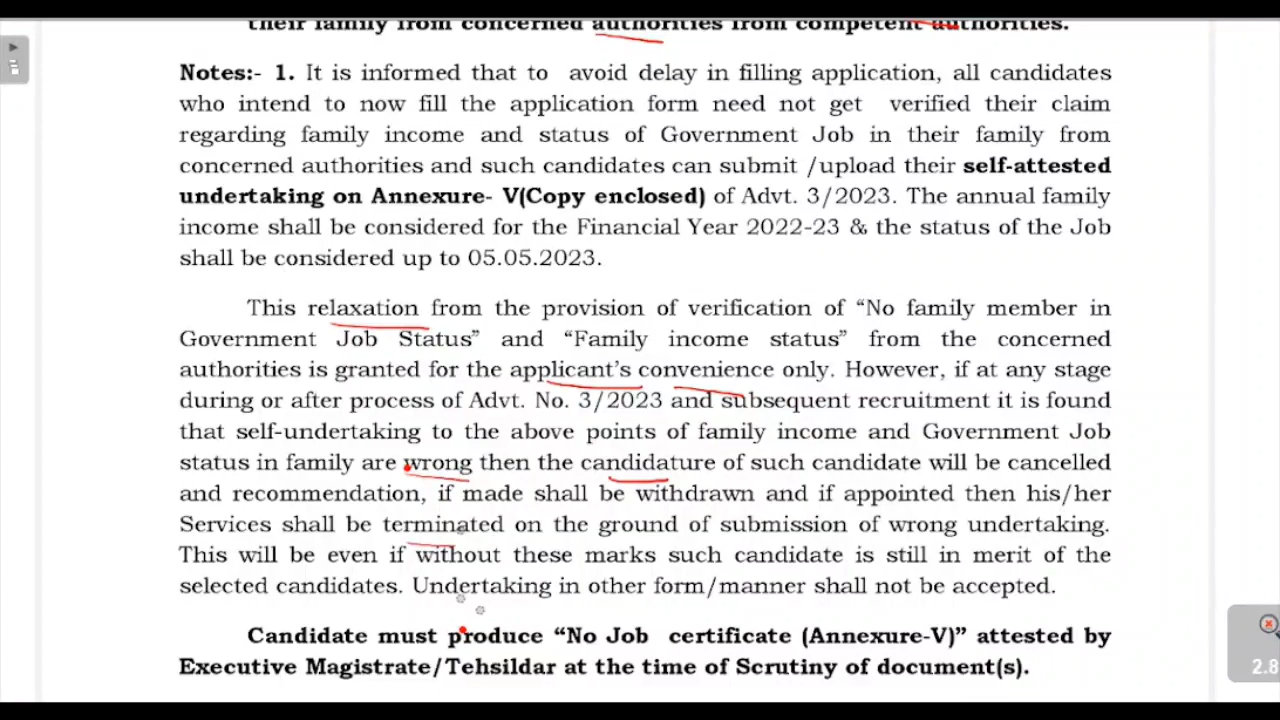 their family from concerned authorities from competent authorities.
Notes:- 1. It is informed that to avoid delay in filling application, all candidates
who intend to now fill the application form need not get verified their claim
regarding family income and status of Government Job in their family from
concerned authorities and such candidates can submit /upload their self-attested
undertaking on Annexure- V(Copy enclosed) of Advt. 3/2023. The annual family
income shall be considered for the Financial Year 2022-23 & the status of the Job
shall be considered up to 05.05.2023.
This relaxation from the provision of verification of “No family member in
Government Job Status” and “Family income status” from the concerned
authorities is granted for the applicant’s convenience only. However, if at any stage
during or after process of Advt. No. 3/2023 and subsequent recruitment it is found
that self-undertaking to the above points of family income and Government Job
status in family are wrong then the candidature of such candidate will be cancelled
and recommendation, if made shall be withdrawn and if appointed then his/her
Services shall be terminated on the ground of submission of wrong undertaking.
This will be even if without these marks such candidate is still in merit of the
selected candidates. Undertaking in other form/manner shall not be accepted.
Candidate must produce “No Job certificate (Annexure-V)” attested by
Executive Magistrate/Tehsildar at the time of Scrutiny of document(s).
2.8